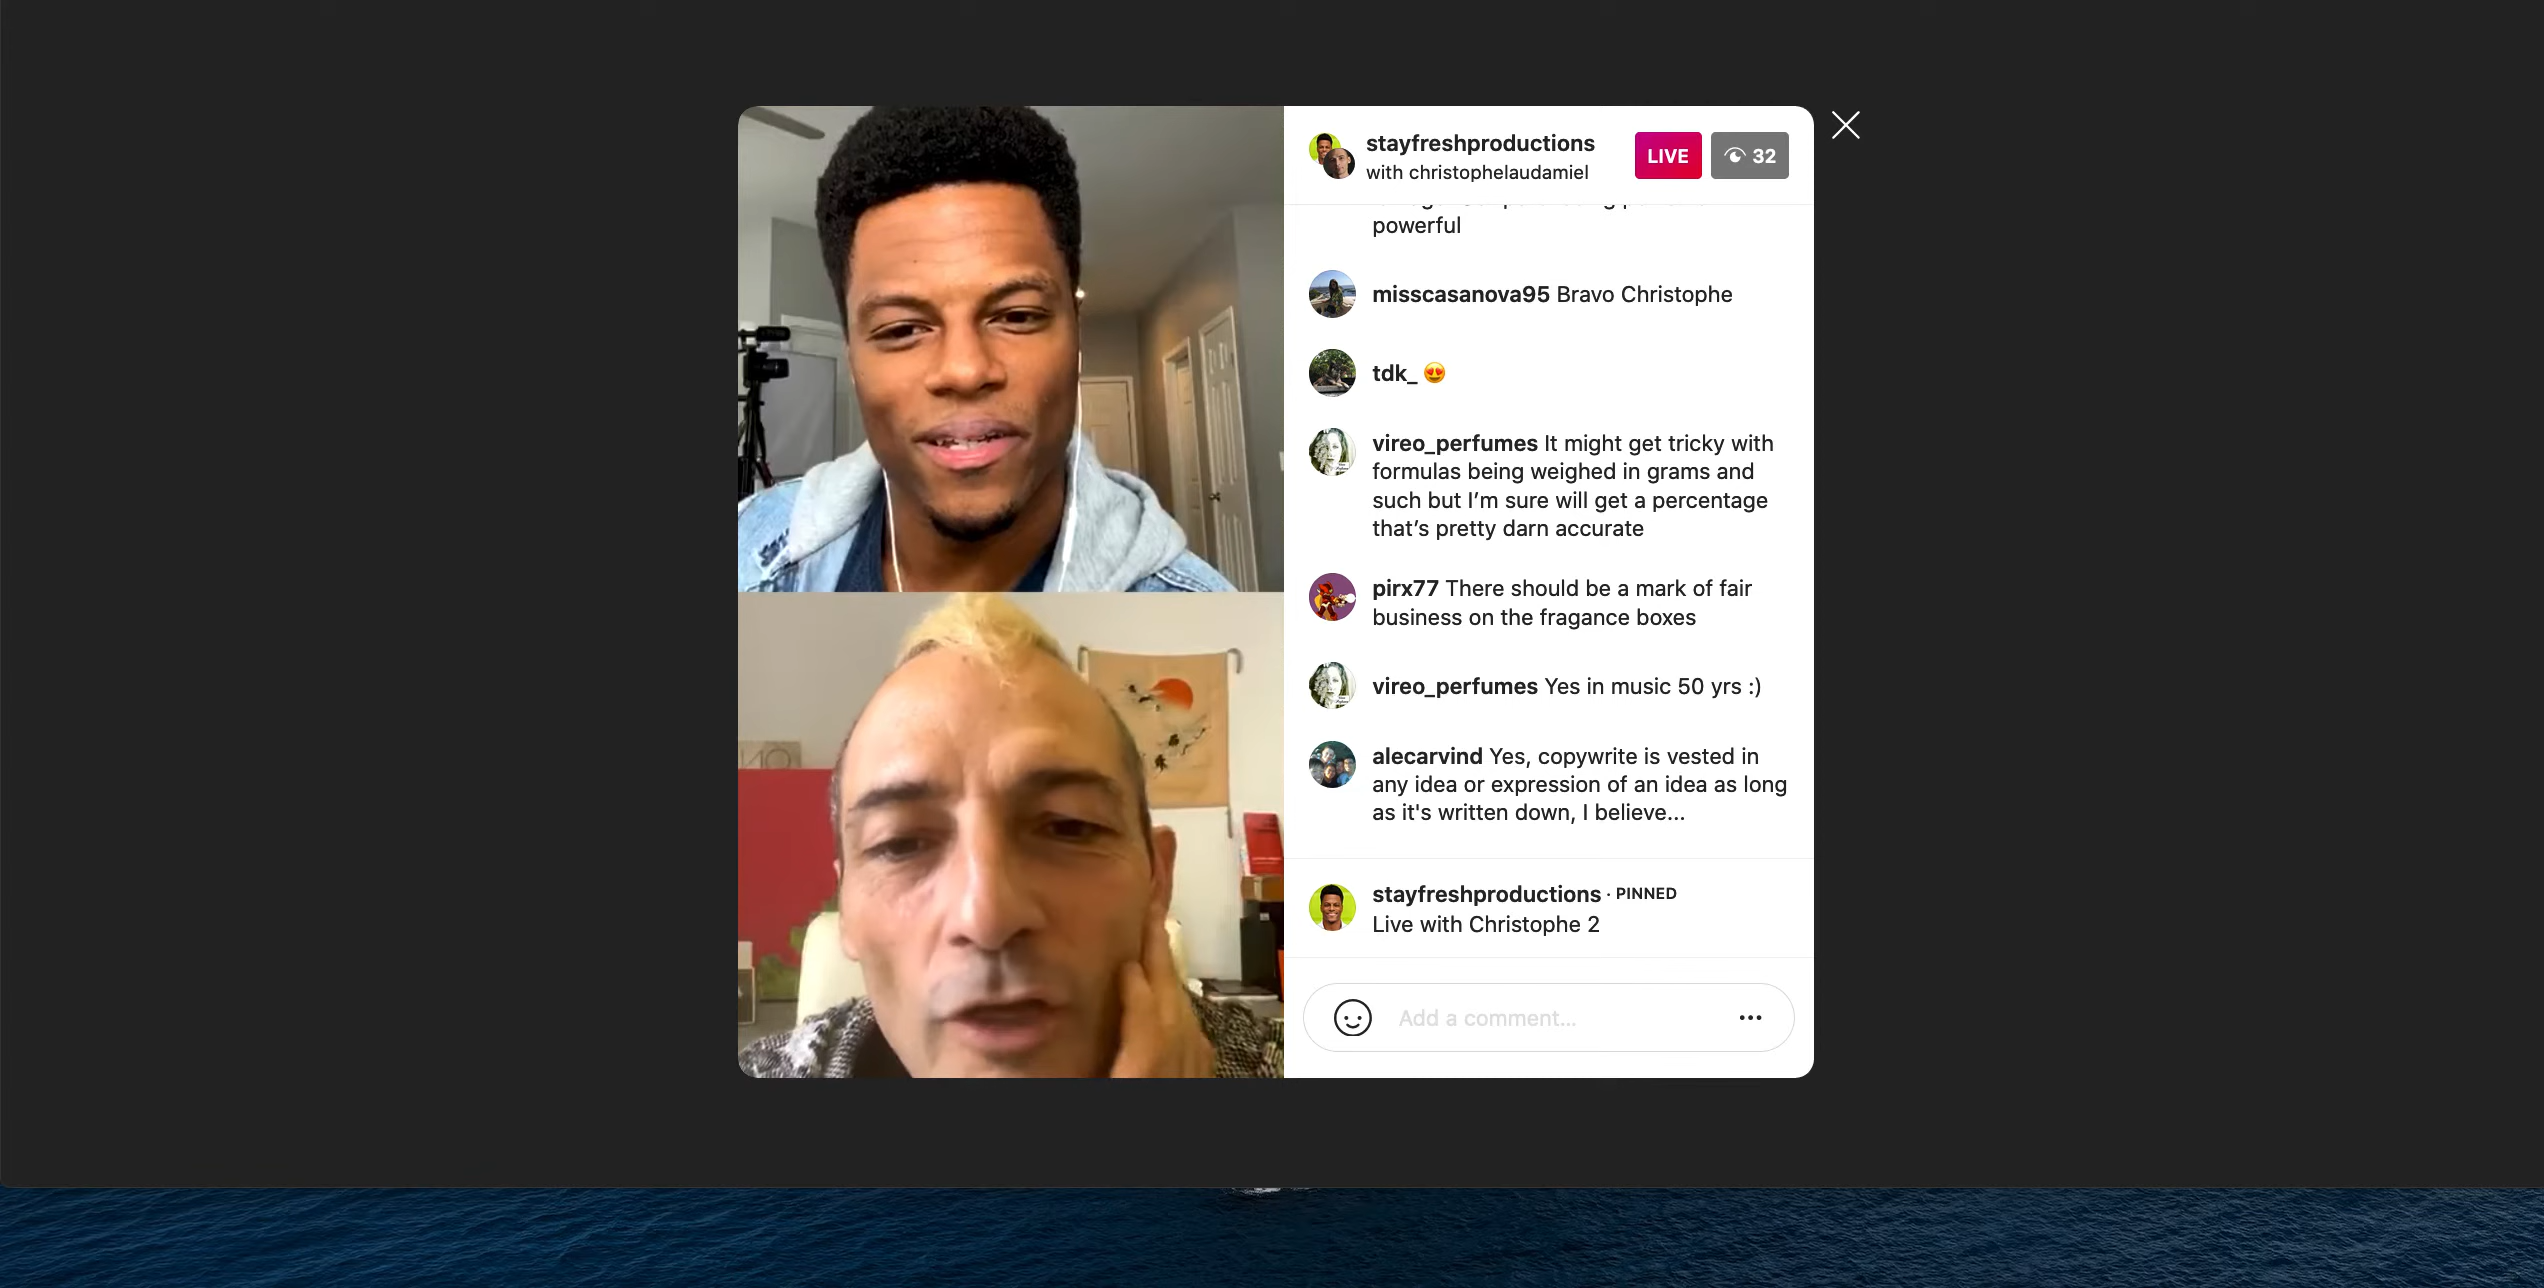 stayfreshproductions
with christophelaudamiel
LIVE
32
powerful
misscasanova95 Bravo Christophe
tdk_ 😍
vireo_perfumes It might get tricky with
formulas being weighed in grams and
such but I’m sure will get a percentage
that’s pretty darn accurate
pirx77 There should be a mark of fair
business on the fragance boxes
vireo_perfumes Yes in music 50 yrs :)
alecarvind Yes, copywrite is vested in
any idea or expression of an idea as long
as it's written down, I believe...
stayfreshproductions · PINNED
Live with Christophe 2
Add a comment...